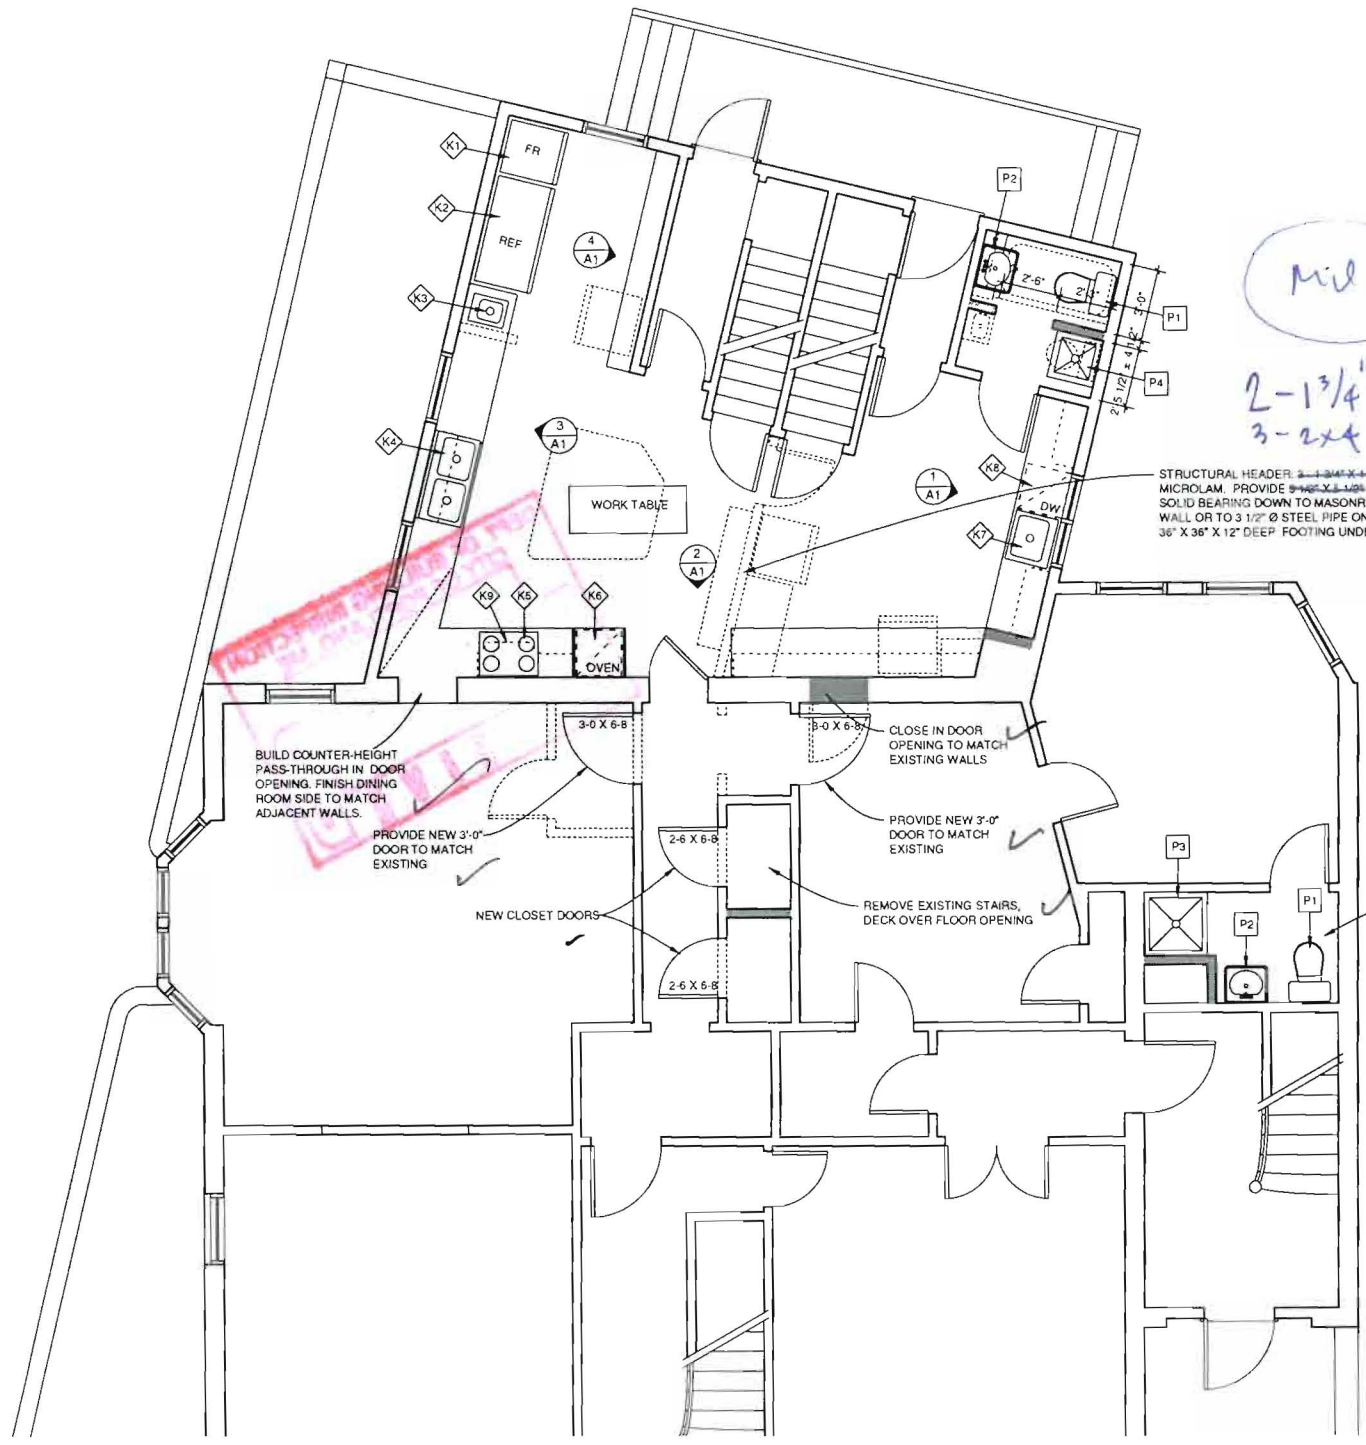 K1
FR
K2
REF
K3
4
A1
K4
3
A1
WORK TABLE
2
A1
K9
K5
K6
OVEN
1
A1
K8
DW
K7
P2
2'-6"
P1
3'-0"
P4
2-1 3/4"
3-2x4
STRUCTURAL HEADER: 
MICROLAM. PROVIDE
SOLID BEARING DOWN TO MASONR
WALL OR TO 3 1/2" Ø STEEL PIPE ON
36" X 36" X 12" DEEP FOOTING UNDE
3-0 X 6-8
3-0 X 6-8
BUILD COUNTER-HEIGHT
PASS-THROUGH IN DOOR
OPENING. FINISH DINING
ROOM SIDE TO MATCH
ADJACENT WALLS.
CLOSE IN DOOR
OPENING TO MATCH
EXISTING WALLS
PROVIDE NEW 3'-0"
DOOR TO MATCH
EXISTING
PROVIDE NEW 3'-0"
DOOR TO MATCH
EXISTING
2-6 X 6-8
NEW CLOSET DOORS
REMOVE EXISTING STAIRS,
DECK OVER FLOOR OPENING
2-6 X 6-8
P3
P2
P1